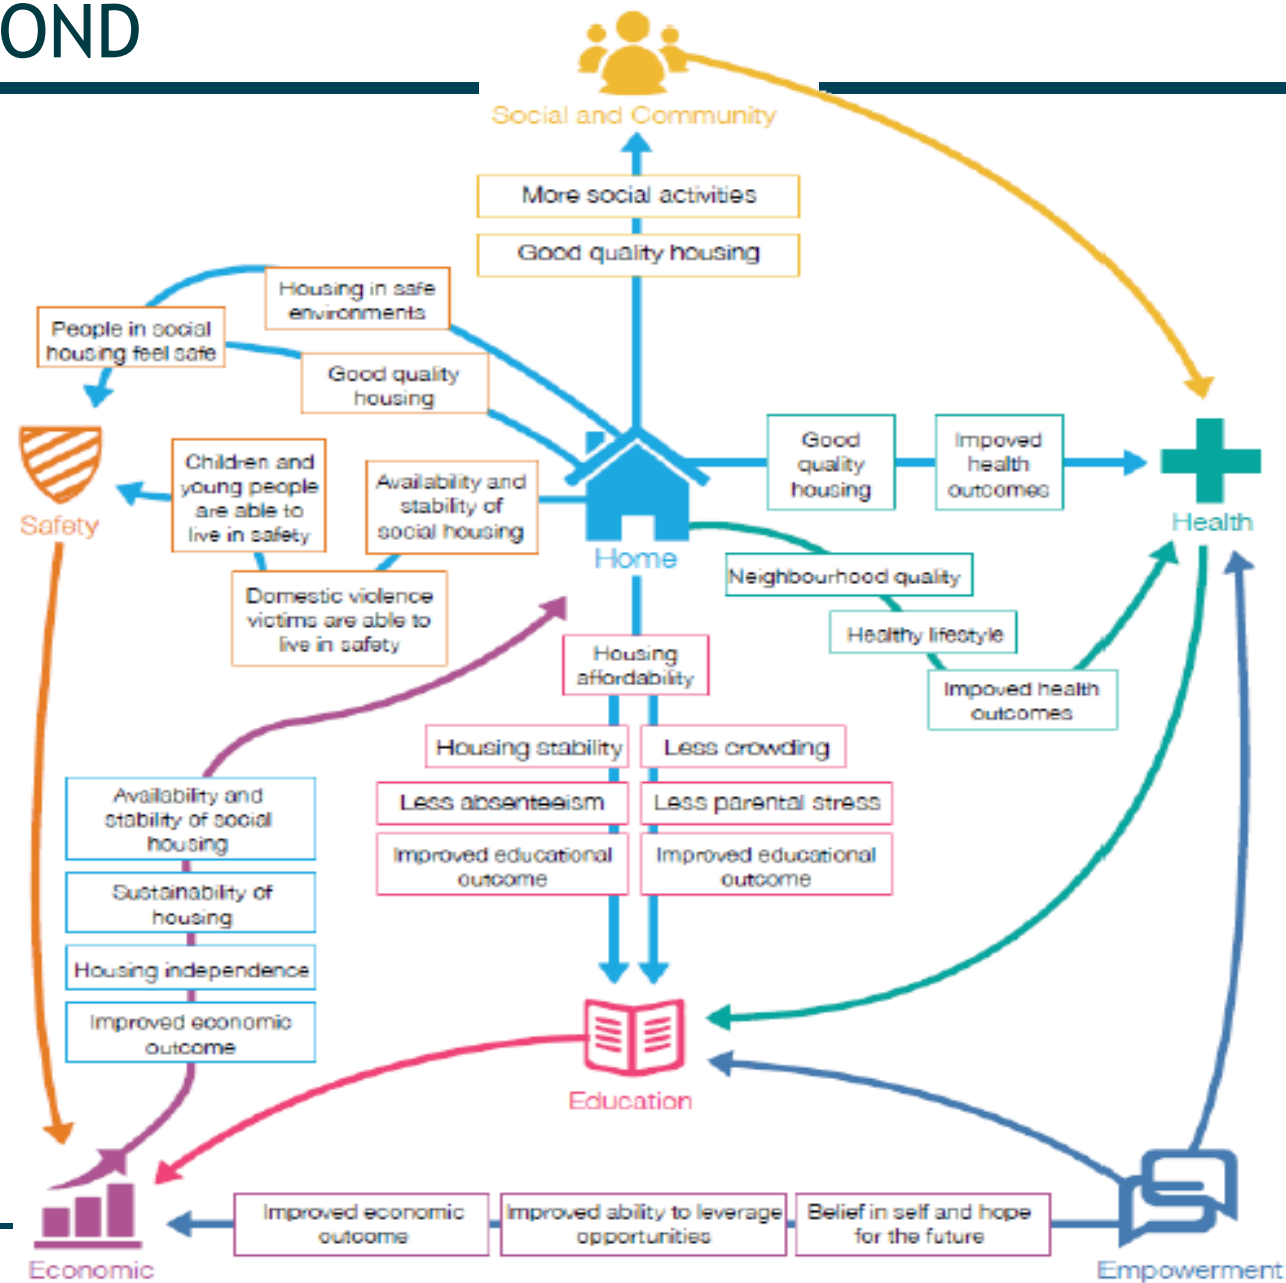 OND
Social and Community
More social activities
Good quality housing
Housing in safe
environments
People in social
housing feel safe
Good quality
housing
Safety
Children and
young people
are able to
live in safety
Availability and
stability of
social housing
Domestic violence
victims are able to
live in safety
Home
Good
quality
housing
Impoved
health
outcomes
Health
Neighbourhood quality
Healthy lifestyle
Impoved health
outcomes
Housing
affordability
Housing stability
Less crowding
Less absenteeism
Less parental stress
Improved educational
outcome
Improved educational
outcome
Availability and
stability of social
housing
Sustainability of
housing
Housing independence
Improved economic
outcome
Education
Economic
Improved economic
outcome
Improved ability to leverage
opportunities
Belief in self and hope
for the future
Empowerment